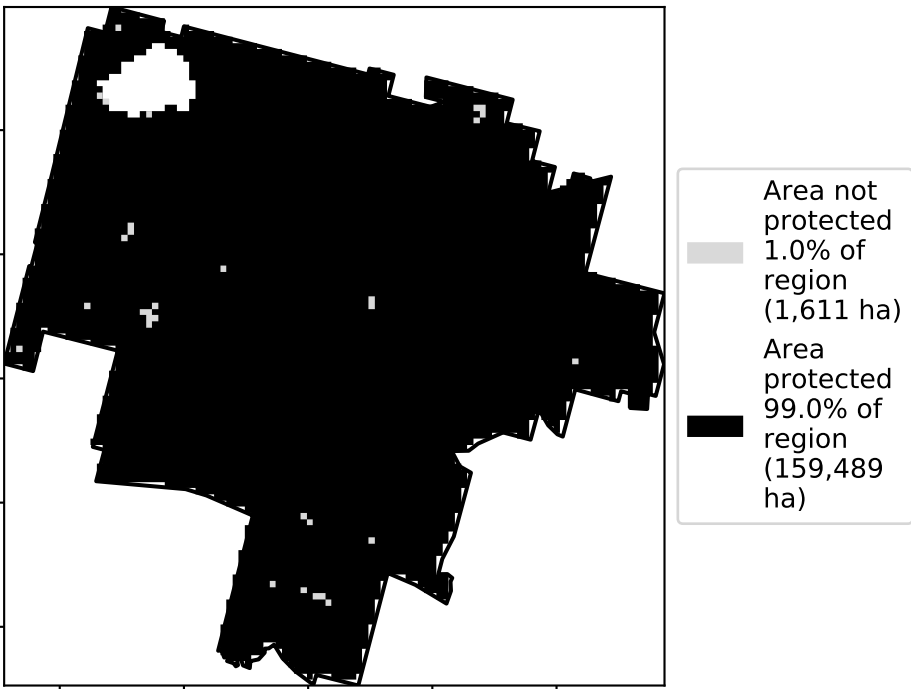 Area not
protected
1.0% of
region
(1,611 ha)
Area
protected
99.0% of
region
(159,489
ha)